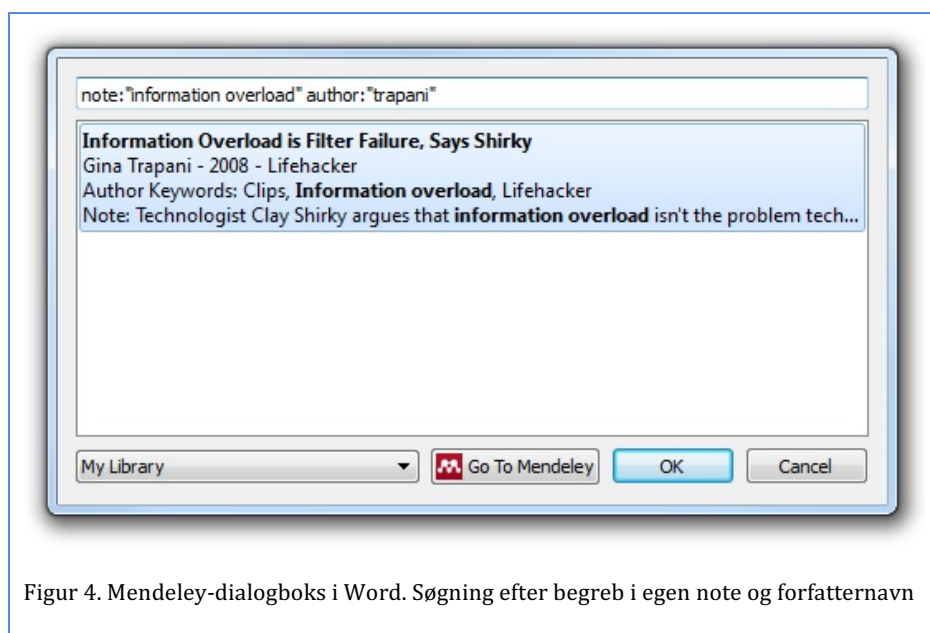 note:"information overload" author:"trapani"
Information Overload is Filter Failure, Says Shirky
Gina Trapani - 2008 - Lifehacker
Author Keywords: Clips, Information overload, Lifehacker
Note: Technologist Clay Shirky argues that information overload isn't the problem tech...
My Library
Go To Mendeley
OK
Cancel
Figur 4. Mendeley-dialogboks i Word. Søgning efter begreb i egen note og forfatternavn